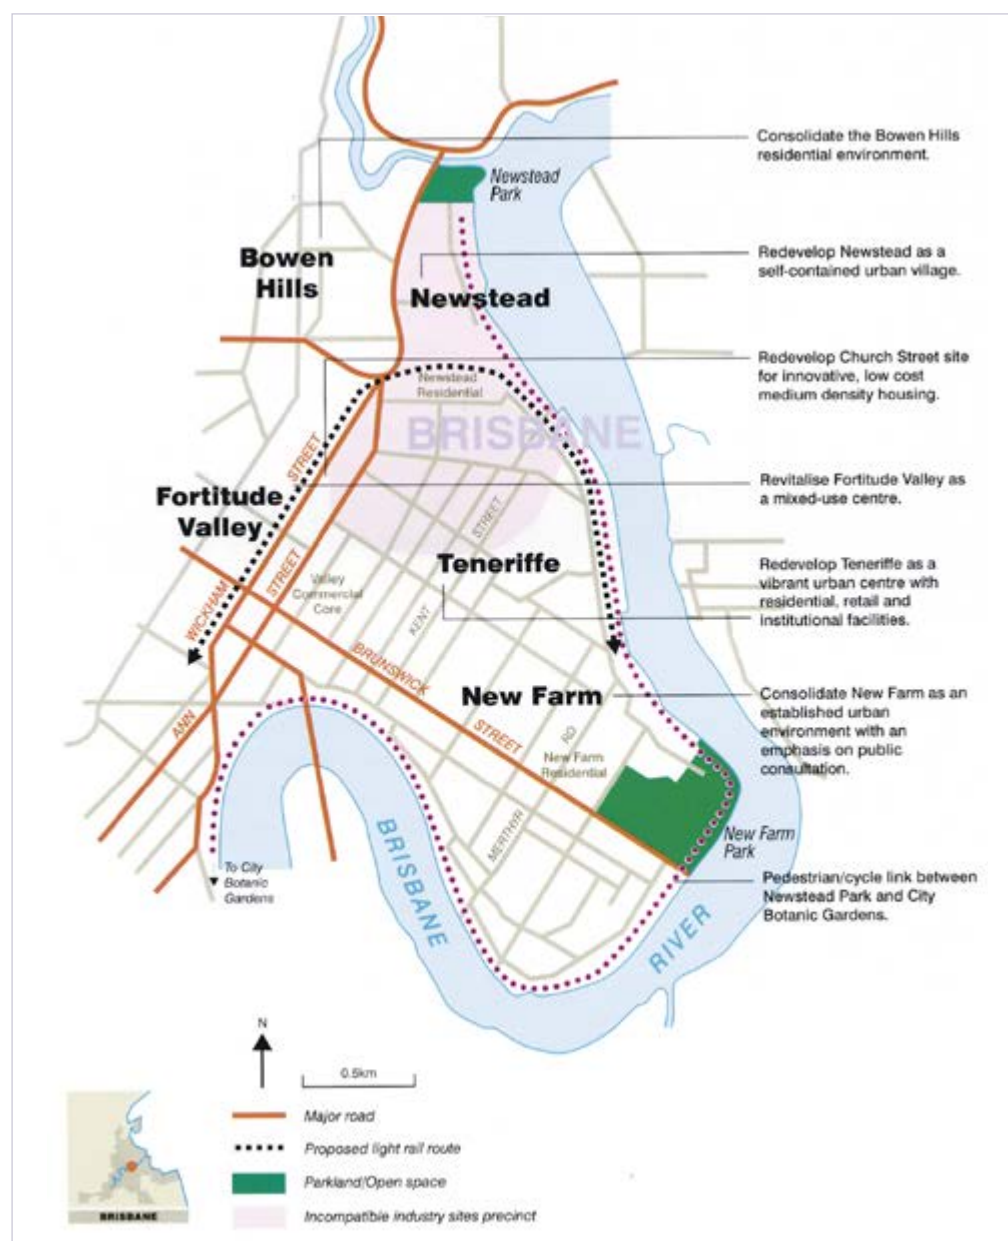 Consolidate the Bowen Hills
residential environment.
Newstead
Park
Bowen
Hills
Redevelop Newstead as a
self-contained urban village.
Newstead
Redevelop Church Street site
for innovative, low cost
medium density housing.
Newstead
Residential
BRISBANE
STREET
Revitalise Fortitude Valley as
a mixed-use centre.
Fortitude
Valley
STREET
Teneriffe
Redevelop Teneriffe as a
vibrant urban centre with
residential, retail and
institutional facilities.
STREET
Valley
Commercial
Core
WICKHAM
KENT
BRUNSWICK
New Farm
Consolidate New Farm as an
established urban
environment with an
emphasis on public
consultation.
ANN
STREET
RD
New Farm
Residential
MERTHYR
New Farm
Park
To City
Botanic
Gardens
BRISBANE
Pedestrian/cycle link between
Newstead Park and City
Botanic Gardens.
RIVER
N
0.5km
Major road
Proposed light rail route
Parkland/Open space
Incompatible industry sites precinct
BRISBANE